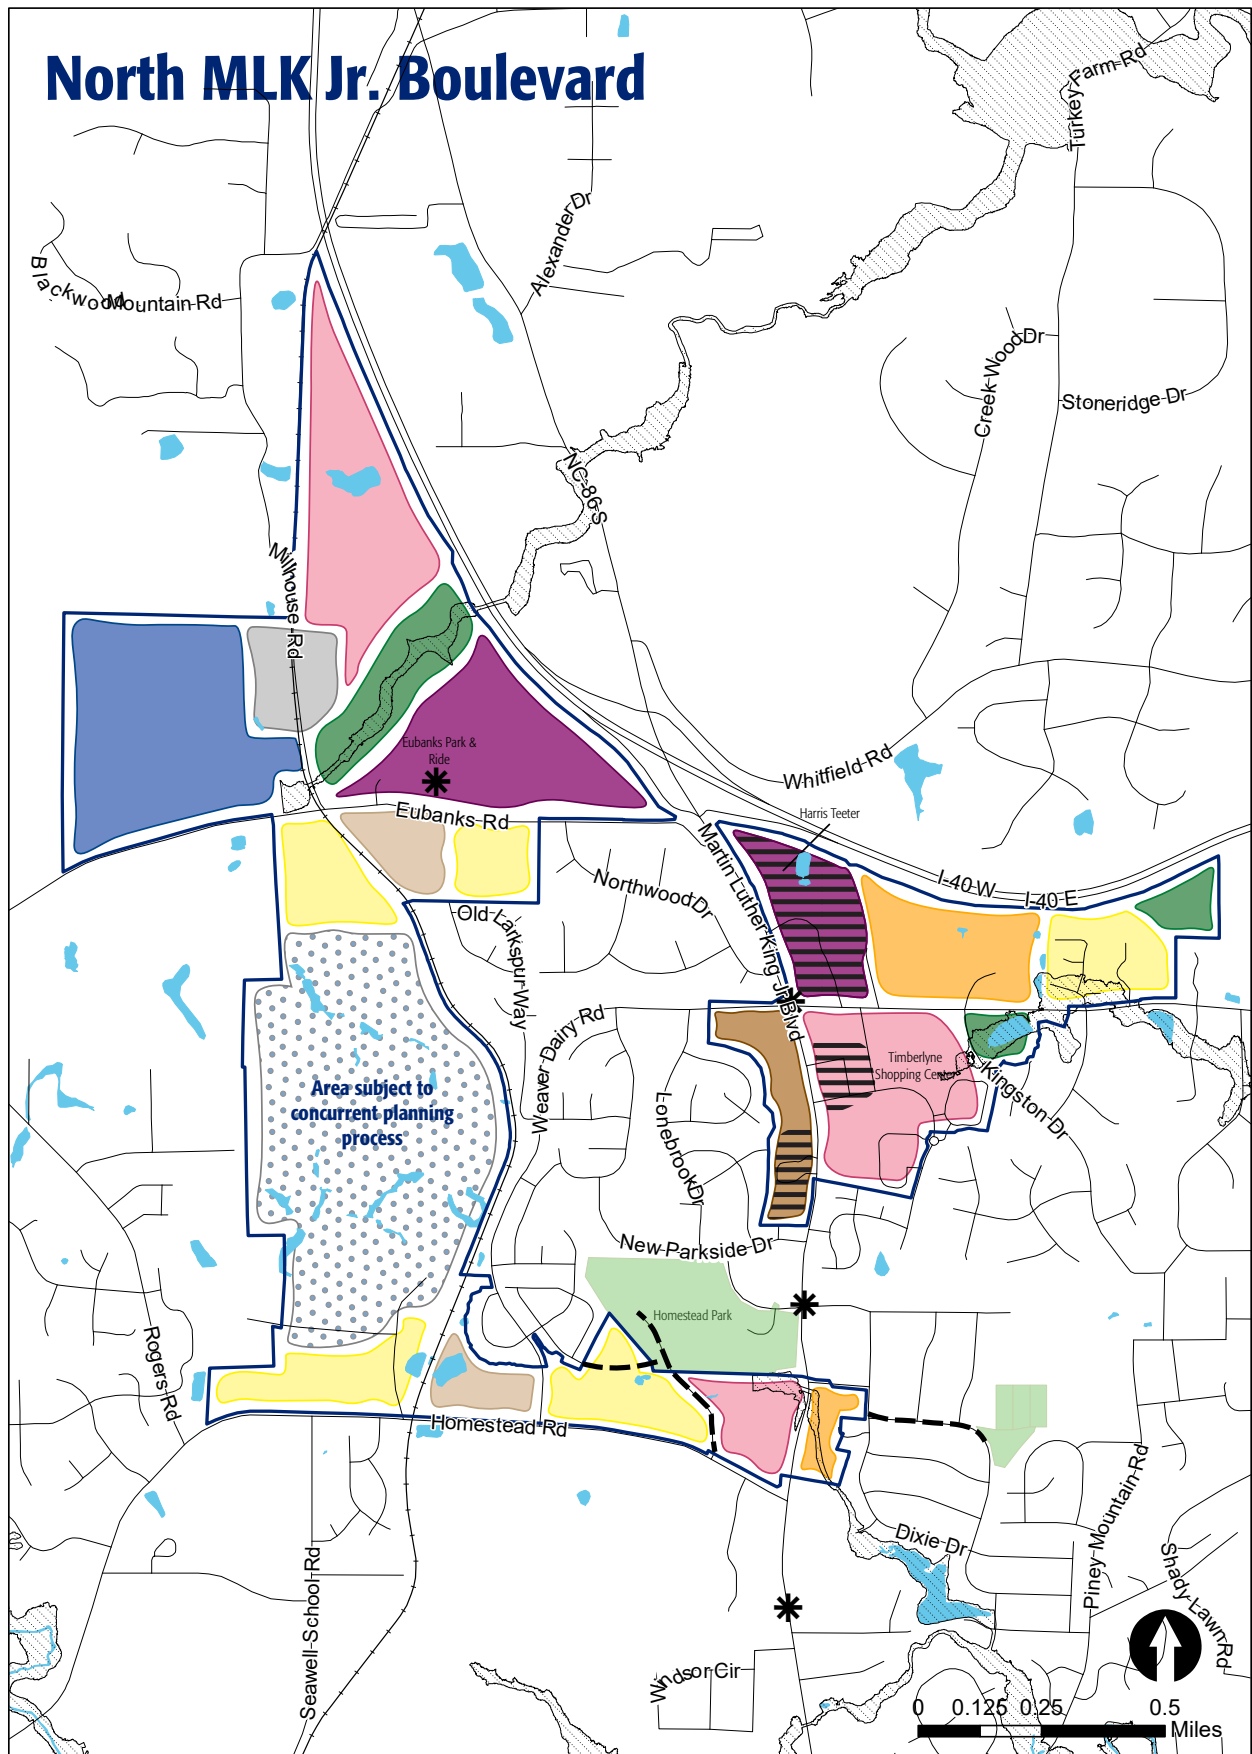 North MLK Jr. Boulevard
Turkey Farm Rd
Alexander Dr
Blackwood Mountain Rd
Creek Wood Dr
Stoneridge Dr
NC-86 S
Millhouse Rd
Eubanks Park &
Ride
Whitfield Rd
Eubanks Rd
Harris Teeter
Martin Luther King Jr Blvd
I-40 W
I-40 E
Northwood Dr
Old Larkspur Way
Weaver Dairy Rd
Timberlyne
Shopping Center
Kingston Dr
Area subject to
concurrent planning
process
Lonebrook Dr
New Parkside Dr
Homestead Park
Rogers Rd
Homestead Rd
Piney Mountain Rd
Dixie Dr
Shady Lawn Rd
Seawell School Rd
Windsor Cir
0 0.125 0.25 0.5
Miles